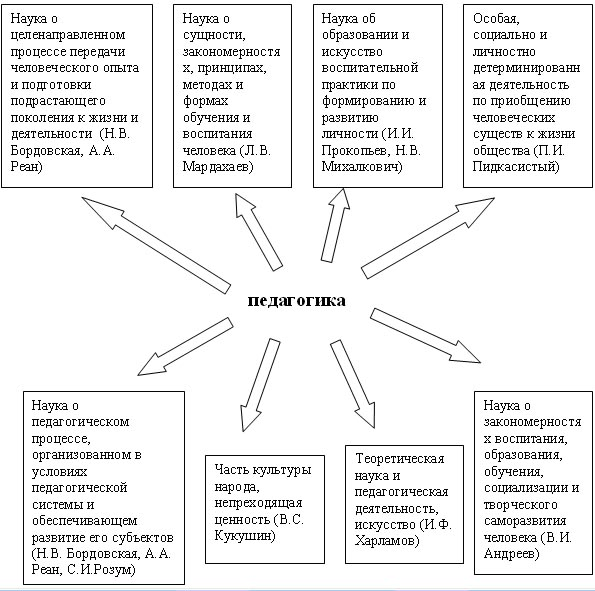 Наука о
целенаправленном
процессе передачи
человеческого опыта
и подготовки
подрастающего
поколения к жизни и
деятельности (Н.В.
Бордовская, А.А.
Реан)
Наука о
сущности,
закономерностя
х, принципах,
методах и
формах
обучения и
воспитания
человека (Л.В.
Мардахаев)
Наука об
образовании и
искусство
воспитательной
практики по
формированию и
развитию
личности (И.И.
Прокопьев, Н.В.
Михалкович)
Особая,
социально и
личностно
детерминированн
ая деятельность
по приобщению
человеческих
существ к жизни
общества (П.И.
Пидкасистый)
педагогика
Наука о
педагогическом
процессе,
организованном в
условиях
педагогической
системы и
обеспечивающем
развитие его субъектов
(Н.В. Бордовская, А.А.
Реан, С.И.Розум)
Часть культуры
народа,
непреходящая
ценность (В.С.
Кукушин)
Теоретическая
наука и
педагогическая
деятельность,
искусство (И.Ф.
Харламов)
Наука о
закономерностя
х воспитания,
образования,
обучения,
социализации и
творческого
саморазвития
человека (В.И.
Андреев)